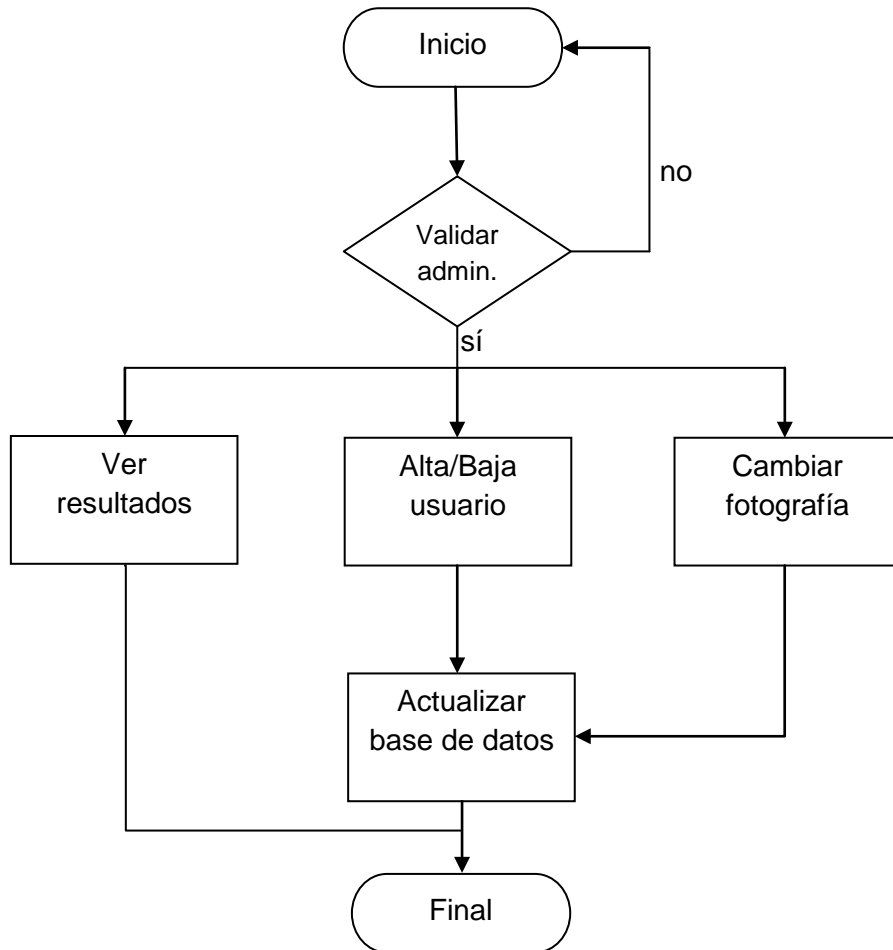 Inicio
no
Validar
admin.
sí
Ver
resultados
Alta/Baja
usuario
Cambiar
fotografía
Actualizar
base de datos
Final